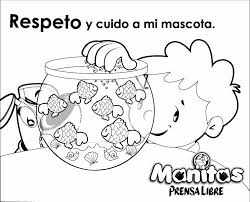 Respeto y cuido a mi mascota.
Manitas
PRENSA LIBRE